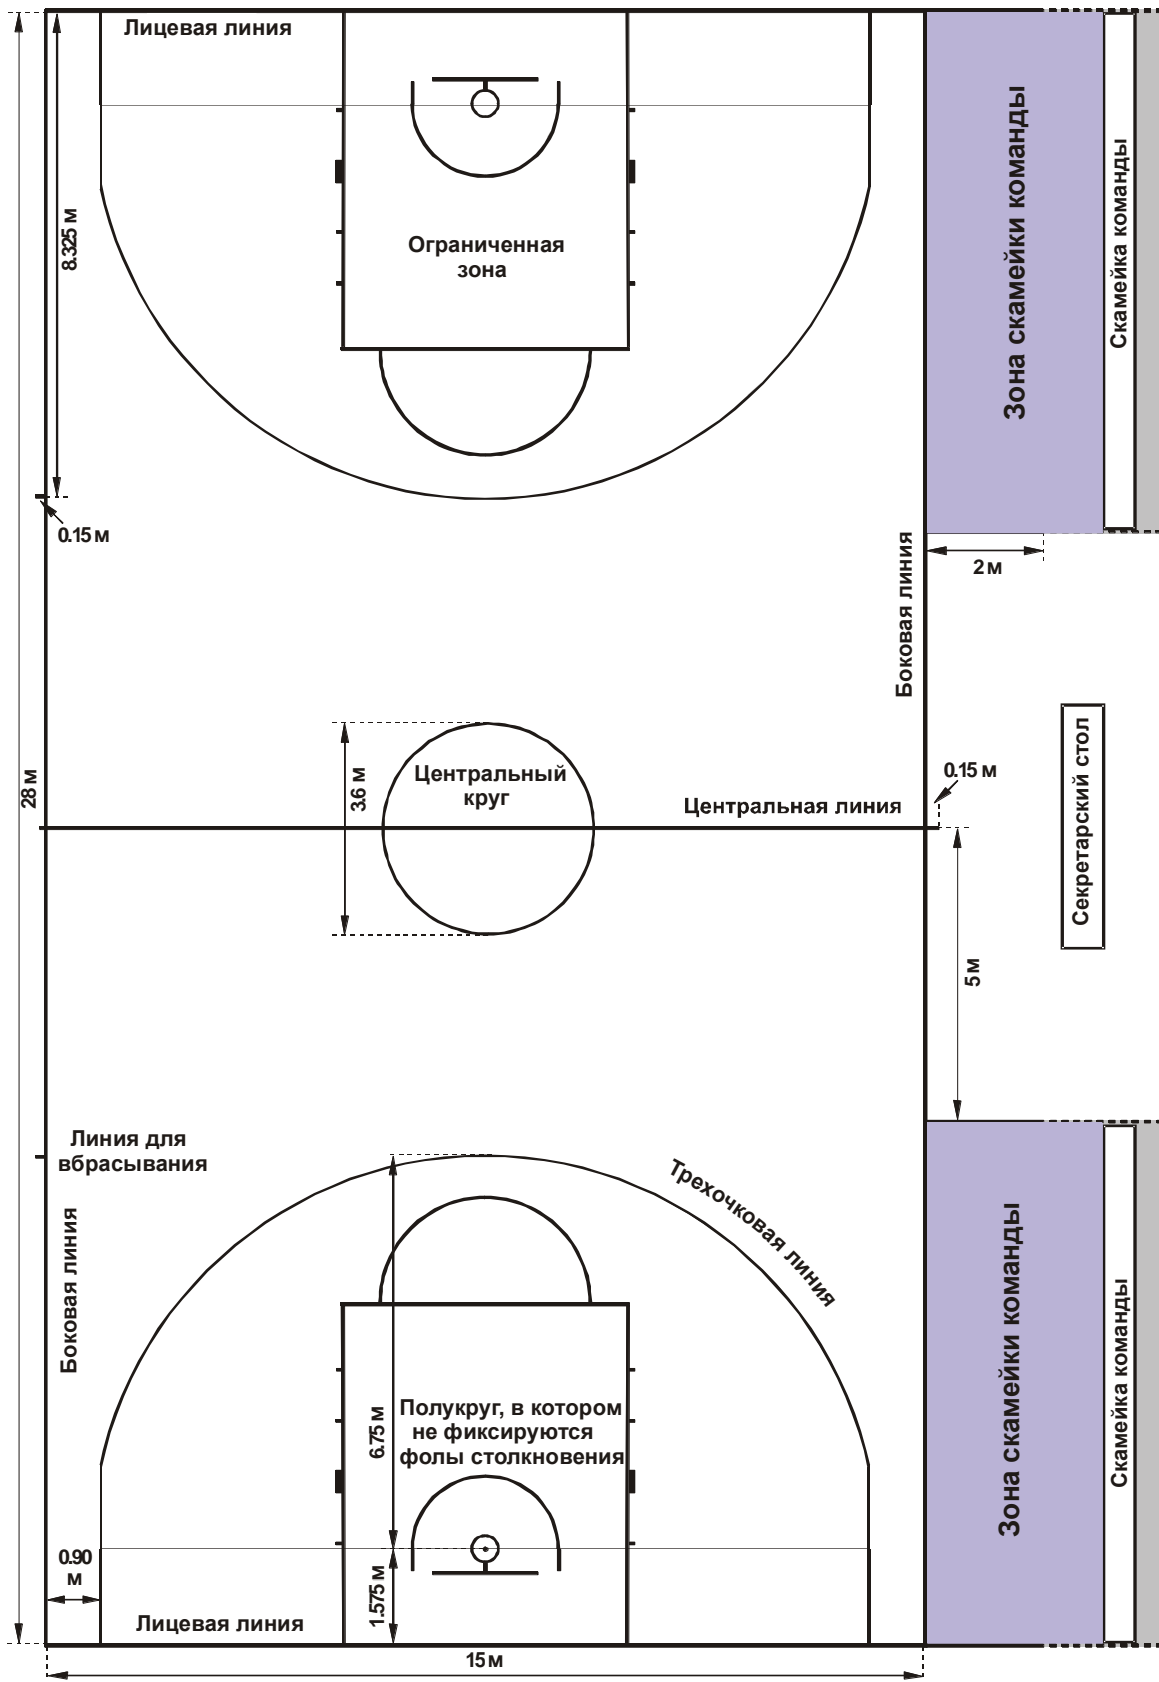 Лицевая линия
8.325 м
Ограниченная
зона
Зона скамейки команды
Скамейка команды
0.15 м
2 м
Боковая линия
28 м
3.6 м
Центральный
круг
Центральная линия
0.15 м
Секретарский стол
5 м
Линия для
вбрасывания
Трехочковая линия
Боковая линия
6.75 м
Полукруг, в котором
не фиксируются
фолы столкновения
Зона скамейки команды
Скамейка команды
0.90
м
1.575 м
Лицевая линия
15 м